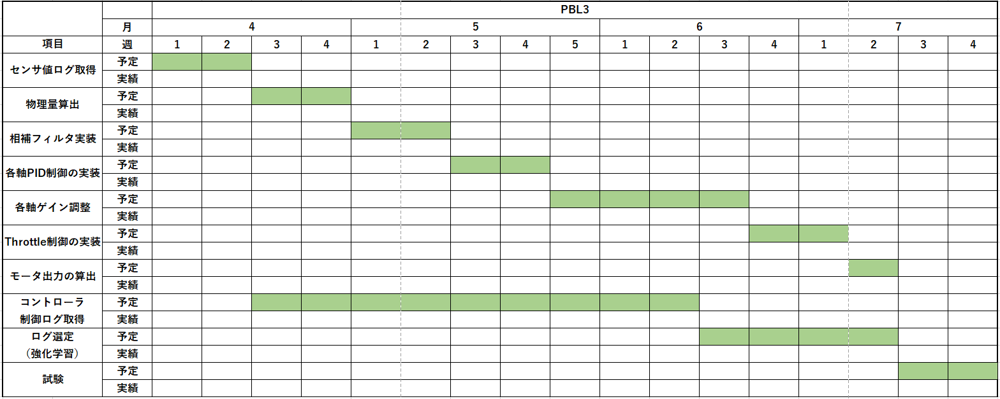 PBL3
月 4 5 6 7
項目 週 1 2 3 4 1 2 3 4 5 1 2 3 4 1 2 3 4
センサ値ログ取得 予定
実績
物理量算出 予定
実績
相補フィルタ実装 予定
実績
各軸PID制御の実装 予定
実績
各軸ゲイン調整 予定
実績
Throttle制御の実装 予定
実績
モータ出力の算出 予定
実績
コントローラ 予定
制御ログ取得 実績
ログ選定 予定
（強化学習） 実績
試験 予定
実績